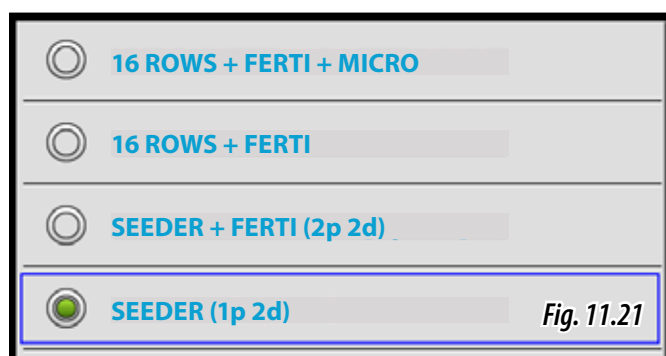 16 ROWS + FERTI + MICRO
16 ROWS + FERTI
SEEDER + FERTI (2p 2d)
SEEDER (1p 2d)
Fig. 11.21